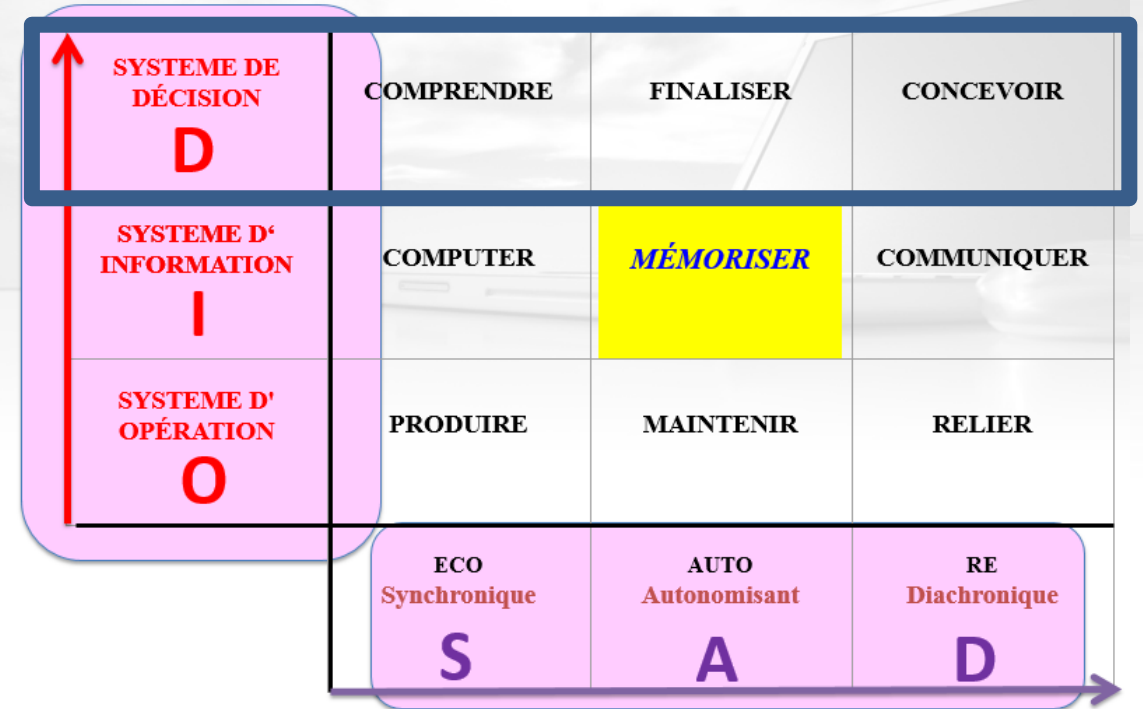 SYSTEME DE
DÉCISION
D
COMPRENDRE
FINALISER
CONCEVOIR
SYSTEME D‘
INFORMATION
I
COMPUTER
MÉMORISER
COMMUNIQUER
SYSTEME D'
OPÉRATION
O
PRODUIRE
MAINTENIR
RELIER
ECO
Synchronique
S
AUTO
Autonomisant
A
RE
Diachronique
D